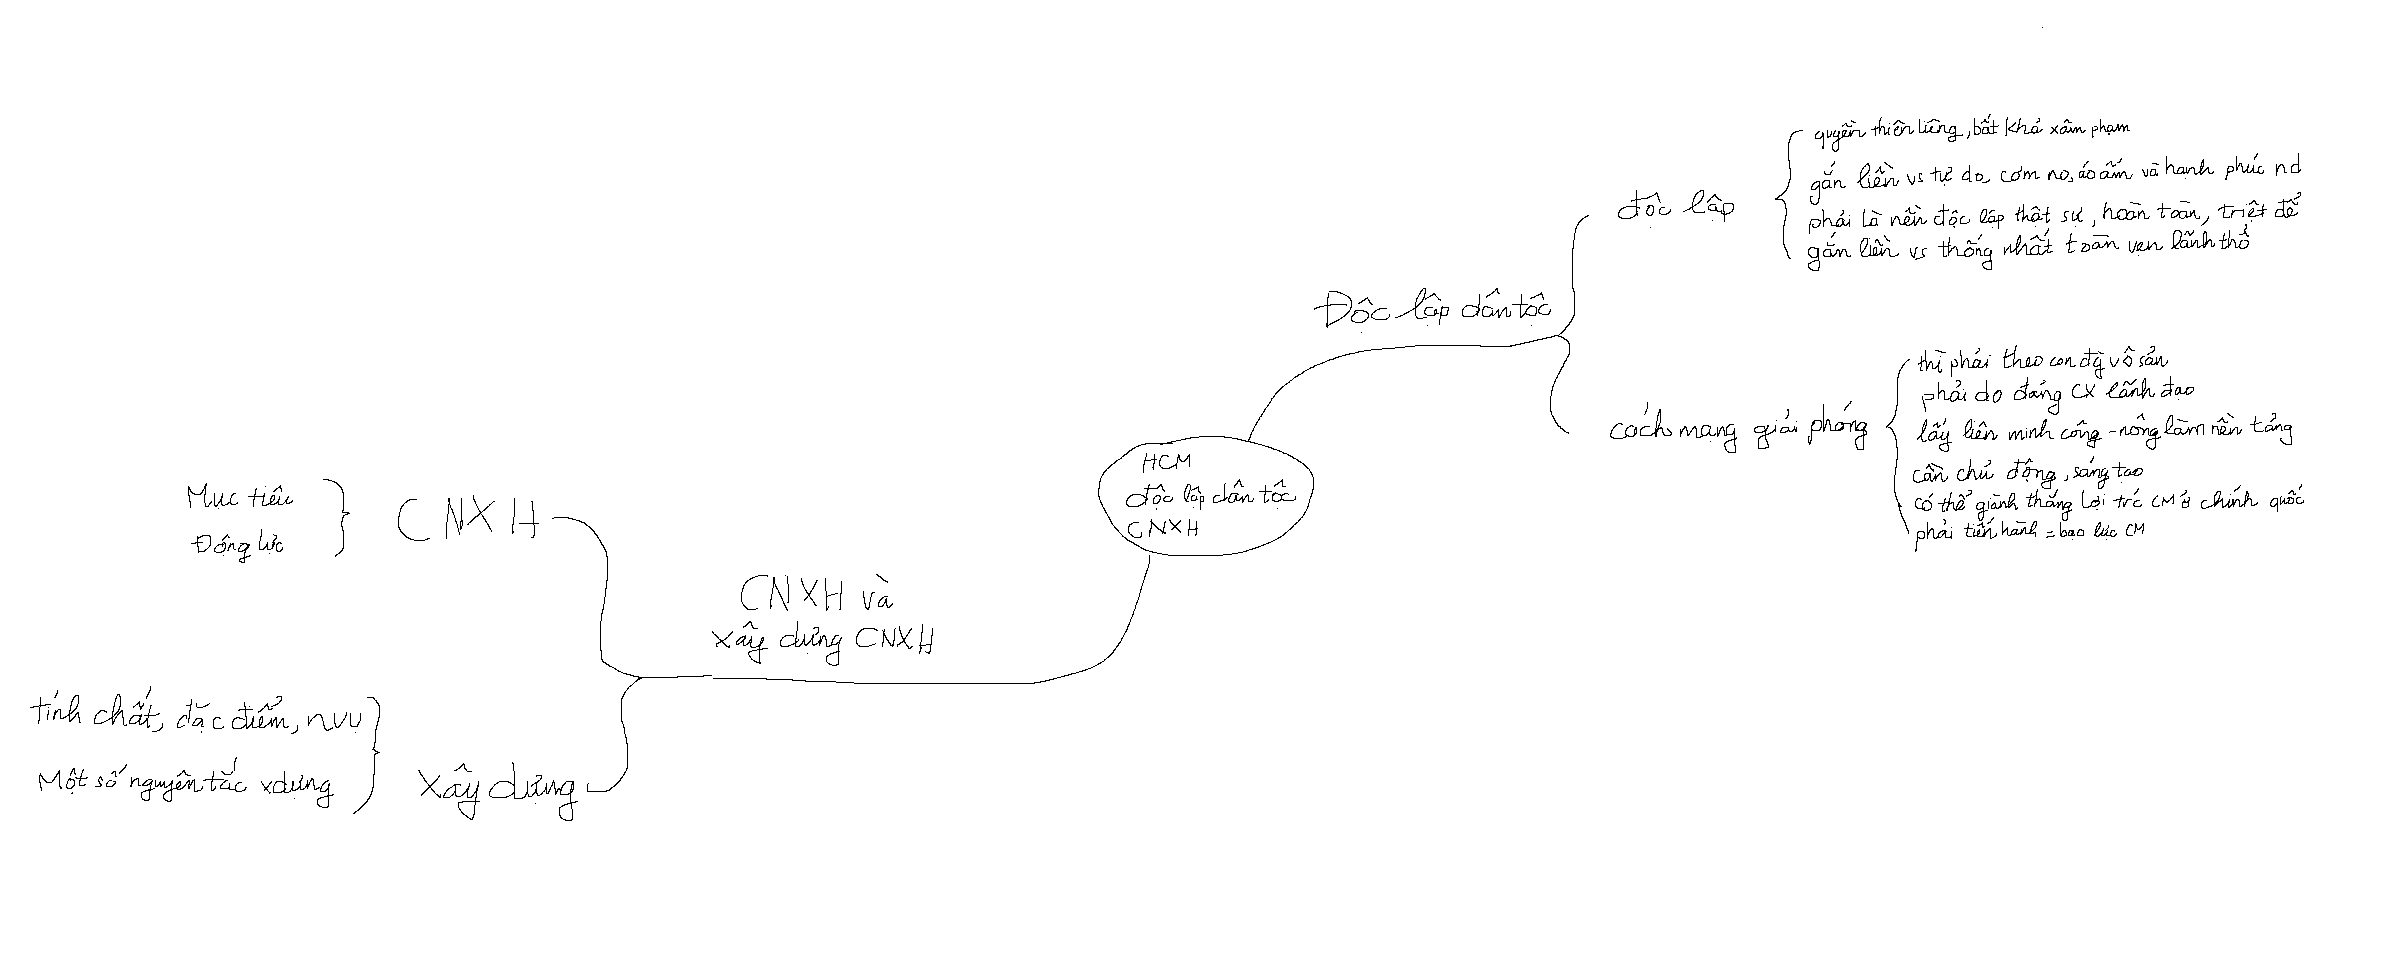 HCM
độc lập dân tộc
CNXH
Độc lập dân tộc
độc lập
quyền thiêng liêng, bất khả xâm phạm
gắn liền vs tự do, cơm no, áo ấm và hạnh phúc nd
phải là nền độc lập thật sự, hoàn toàn, triệt để
gắn liền vs thống nhất toàn vẹn lãnh thổ
cách mạng giải phóng
thì phải theo con đg vô sản
phải do đảng CX lãnh đạo
lấy liên minh công - nông làm nền tảng
cần chủ động, sáng tạo
có thể giành thắng lợi trc CM ở chính quốc
phải tiến hành = bạo lực CM
CNXH và
xây dựng CNXH
CNXH
Mục tiêu
Động lực
xây dựng
tính chất, đặc điểm, nvụ
Một số nguyên tắc xdựng